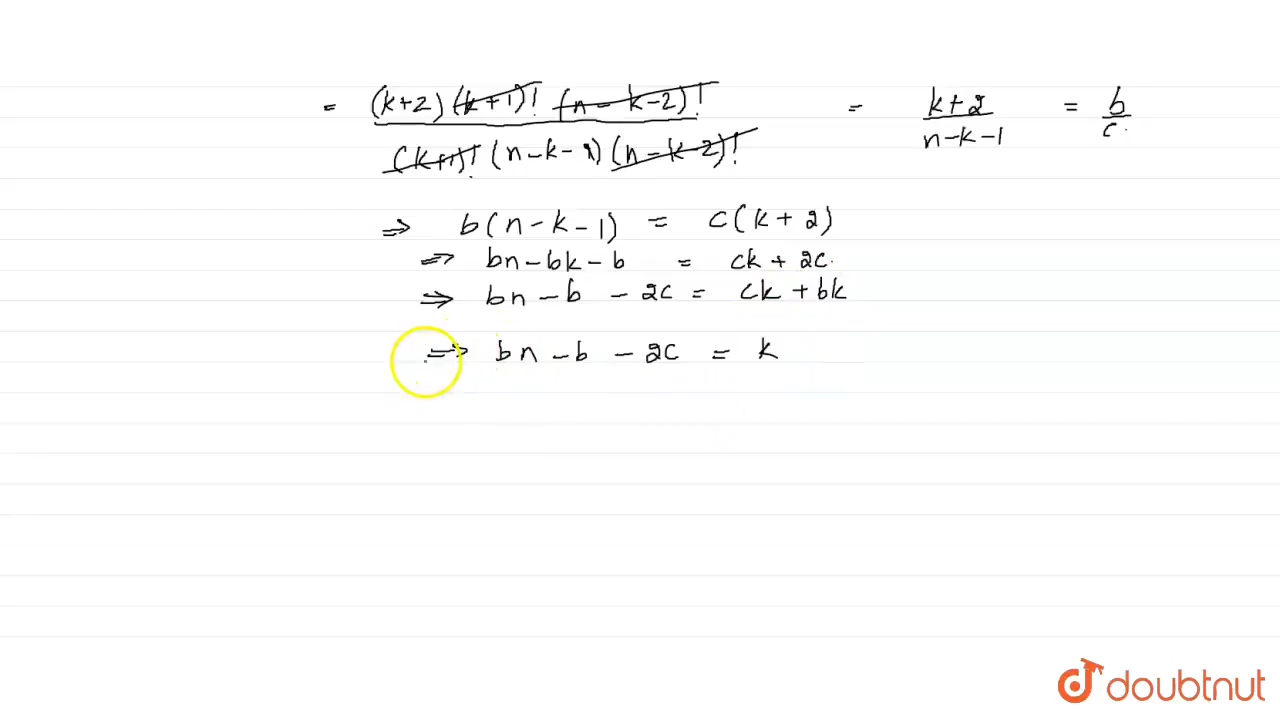 = (k+2)(k+1)! (n-k-2)! / (k+1)! (n-k-1)(n-k-2)! = k+2 / n-k-1 = b / c.
⇒ b(n-k-1) = c(k+2)
⇒ bn-bk-b = ck + 2c.
⇒ bn-b - 2c = ck + bk
⇒ bn-b - 2c = k
doubtnut